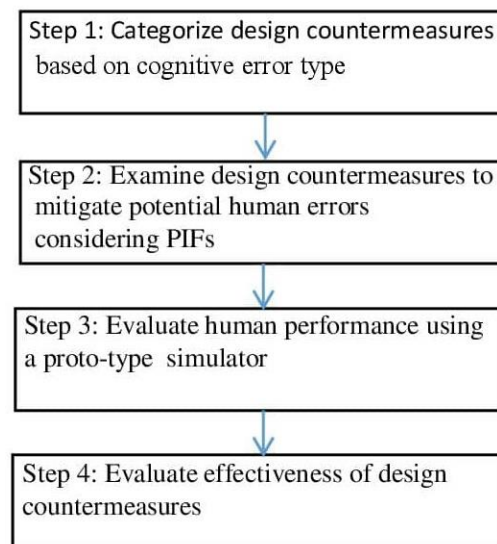 Step 1: Categorize design countermeasures
based on cognitive error type
Step 2: Examine design countermeasures to
mitigate potential human errors
considering PIFs
Step 3: Evaluate human performance using
a proto-type simulator
Step 4: Evaluate effectiveness of design
countermeasures